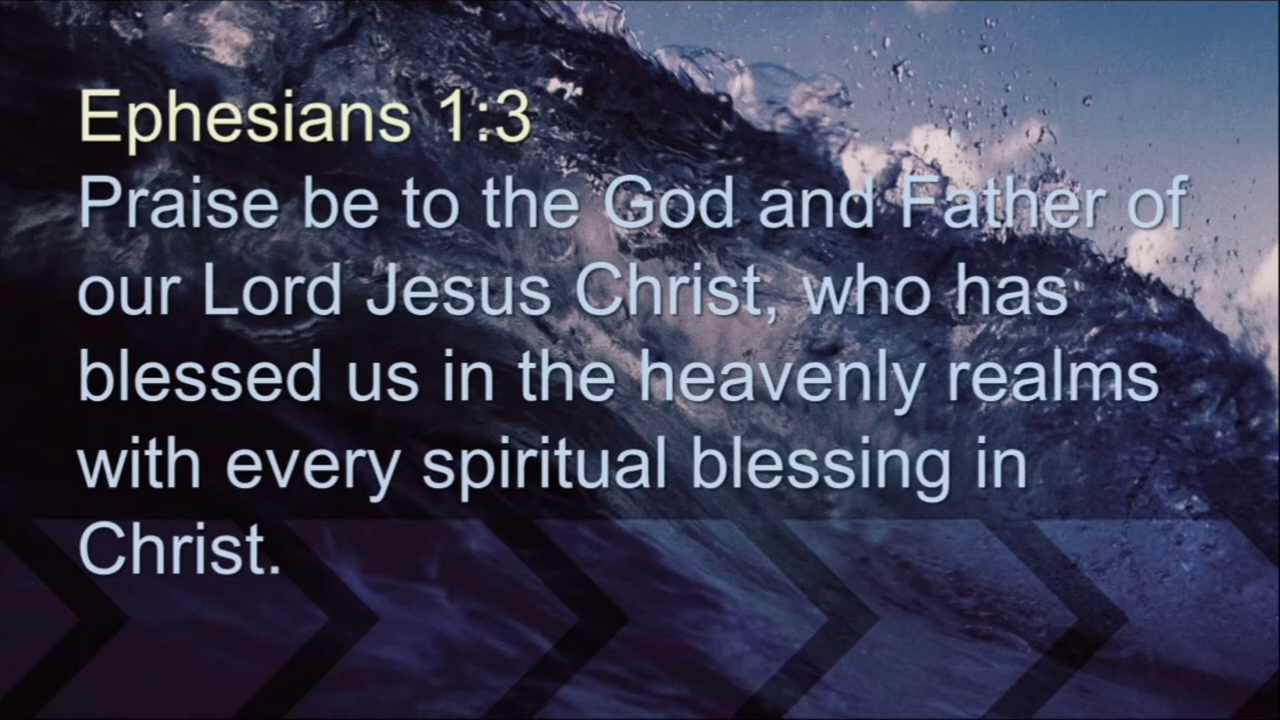 Ephesians 1:3
Praise be to the God and Father of
our Lord Jesus Christ, who has
blessed us in the heavenly realms
with every spiritual blessing in
Christ.